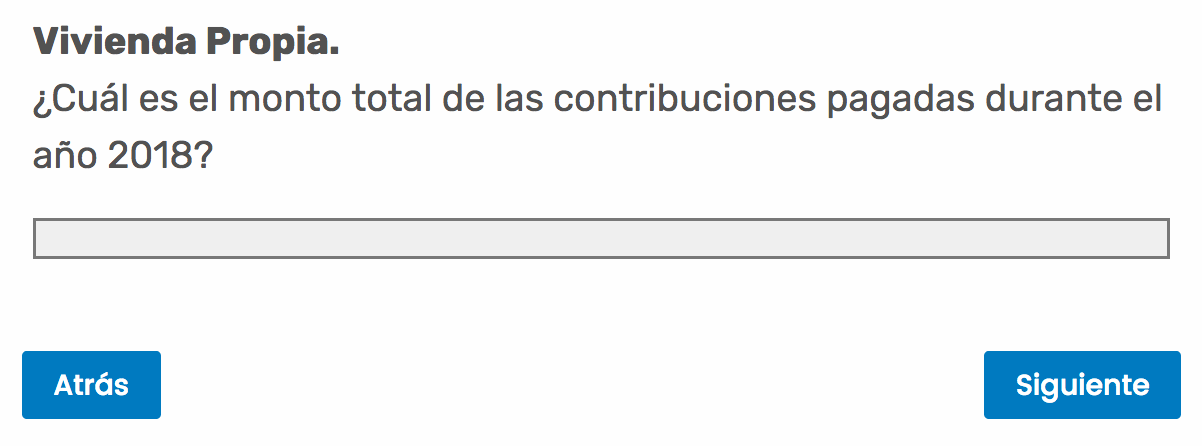 Vivienda Propia.
¿Cuál es el monto total de las contribuciones pagadas durante el
año 2018?
Atrás
Siguiente